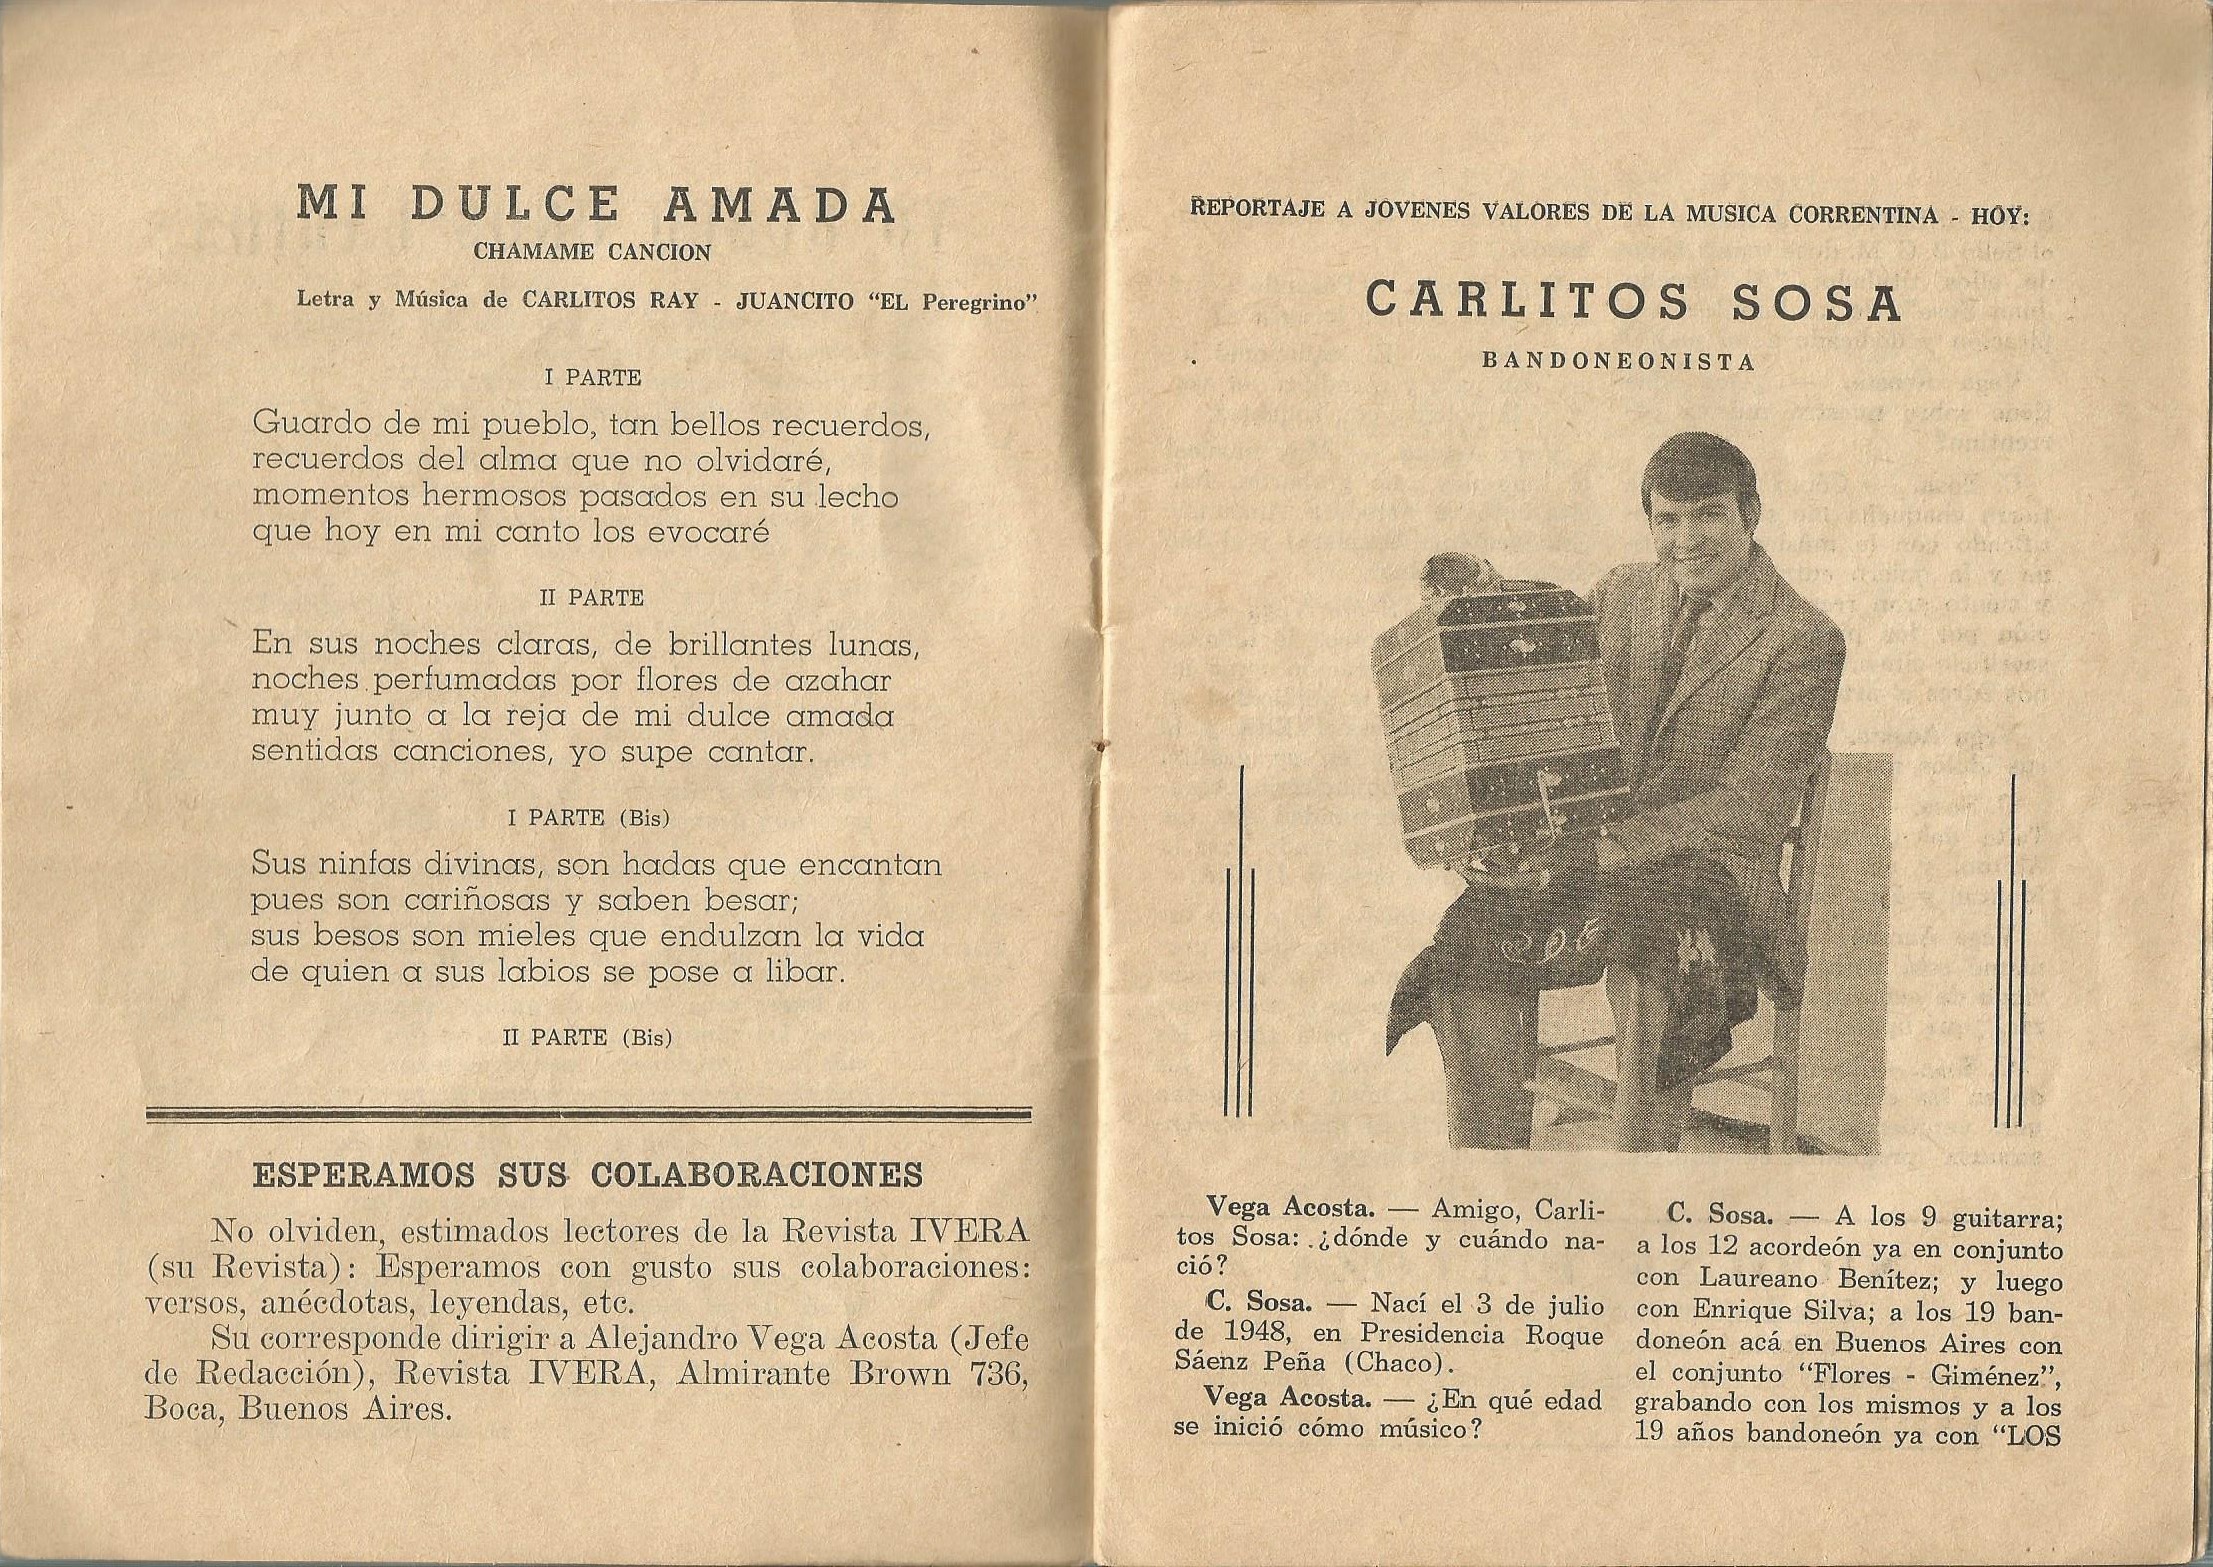 MI DULCE AMADA
CHAMAME CANCION
Letra y Música de CARLITOS RAY - JUANCITO “EL Peregrino”
I PARTE
Guardo de mi pueblo, tan bellos recuerdos,
recuerdos del alma que no olvidaré,
momentos hermosos pasados en su lecho
que hoy en mi canto los evocaré
II PARTE
En sus noches claras, de brillantes lunas,
noches perfumadas por flores de azahar
muy junto a la reja de mi dulce amada
sentidas canciones, yo supe cantar.
I PARTE (Bis)
Sus ninfas divinas, son hadas que encantan
pues son cariñosas y saben besar;
sus besos son mieles que endulzan la vida
de quien a sus labios se pose a libar.
II PARTE (Bis)
ESPERAMOS SUS COLABORACIONES
No olviden, estimados lectores de la Revista IVERA
(su Revista): Esperamos con gusto sus colaboraciones:
versos, anécdotas, leyendas, etc.
Su corresponde dirigir a Alejandro Vega Acosta (Jefe
de Redacción), Revista IVERA, Almirante Brown 736,
Boca, Buenos Aires.
REPORTAJE A JOVENES VALORES DE LA MUSICA CORRENTINA - HOY:
CARLITOS SOSA
BANDONEONISTA
Vega Acosta. — Amigo, Carli-
tos Sosa: ¿dónde y cuándo na-
ció?
C. Sosa. — Nací el 3 de julio
de 1948, en Presidencia Roque
Sáenz Peña (Chaco).
Vega Acosta. — ¿En qué edad
se inició cómo músico?
C. Sosa. — A los 9 guitarra;
a los 12 acordeón ya en conjunto
con Laureano Benítez; y luego
con Enrique Silva; a los 19 ban-
doneón acá en Buenos Aires con
el conjunto “Flores - Giménez”,
grabando con los mismos y a los
19 años bandoneón ya con “LOS